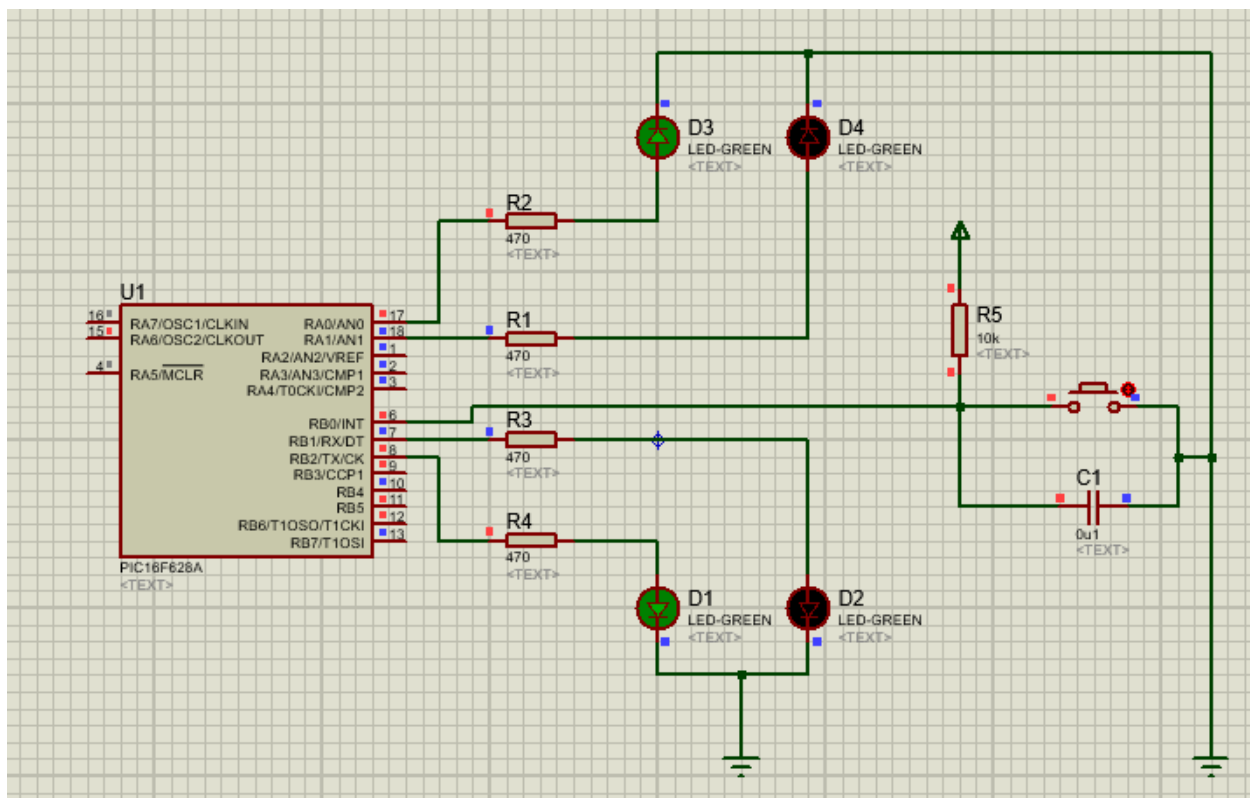 D3
LED-GREEN
<TEXT>
D4
LED-GREEN
<TEXT>
R2
470
<TEXT>
U1
16
RA7/OSC1/CLKIN
RA0/AN0
17
15
RA6/OSC2/CLKOUT
RA1/AN1
18
RA2/AN2/VREF
1
4
RA5/MCLR
RA3/AN3/CMP1
2
RA4/T0CKI/CMP2
3
RB0/INT
6
RB1/RX/DT
7
RB2/TX/CK
8
RB3/CCP1
9
RB4
10
RB5
11
RB6/T1OSO/T1CKI
12
RB7/T1OSI
13
PIC16F628A
<TEXT>
R1
470
<TEXT>
R5
10k
<TEXT>
R3
470
<TEXT>
C1
0u1
<TEXT>
R4
470
<TEXT>
D1
LED-GREEN
<TEXT>
D2
LED-GREEN
<TEXT>